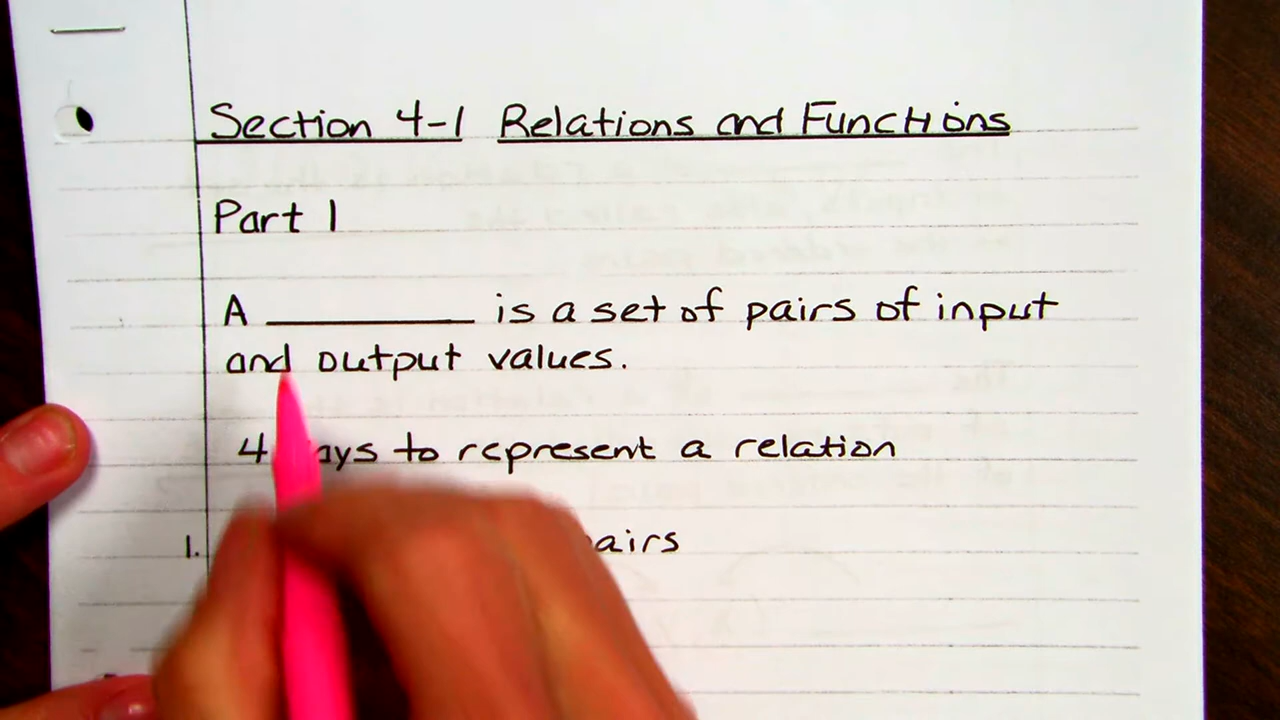 Section 4-1 Relations and Functions
Part 1
A __________ is a set of pairs of input
and output values.
4 to represent a relation
1.